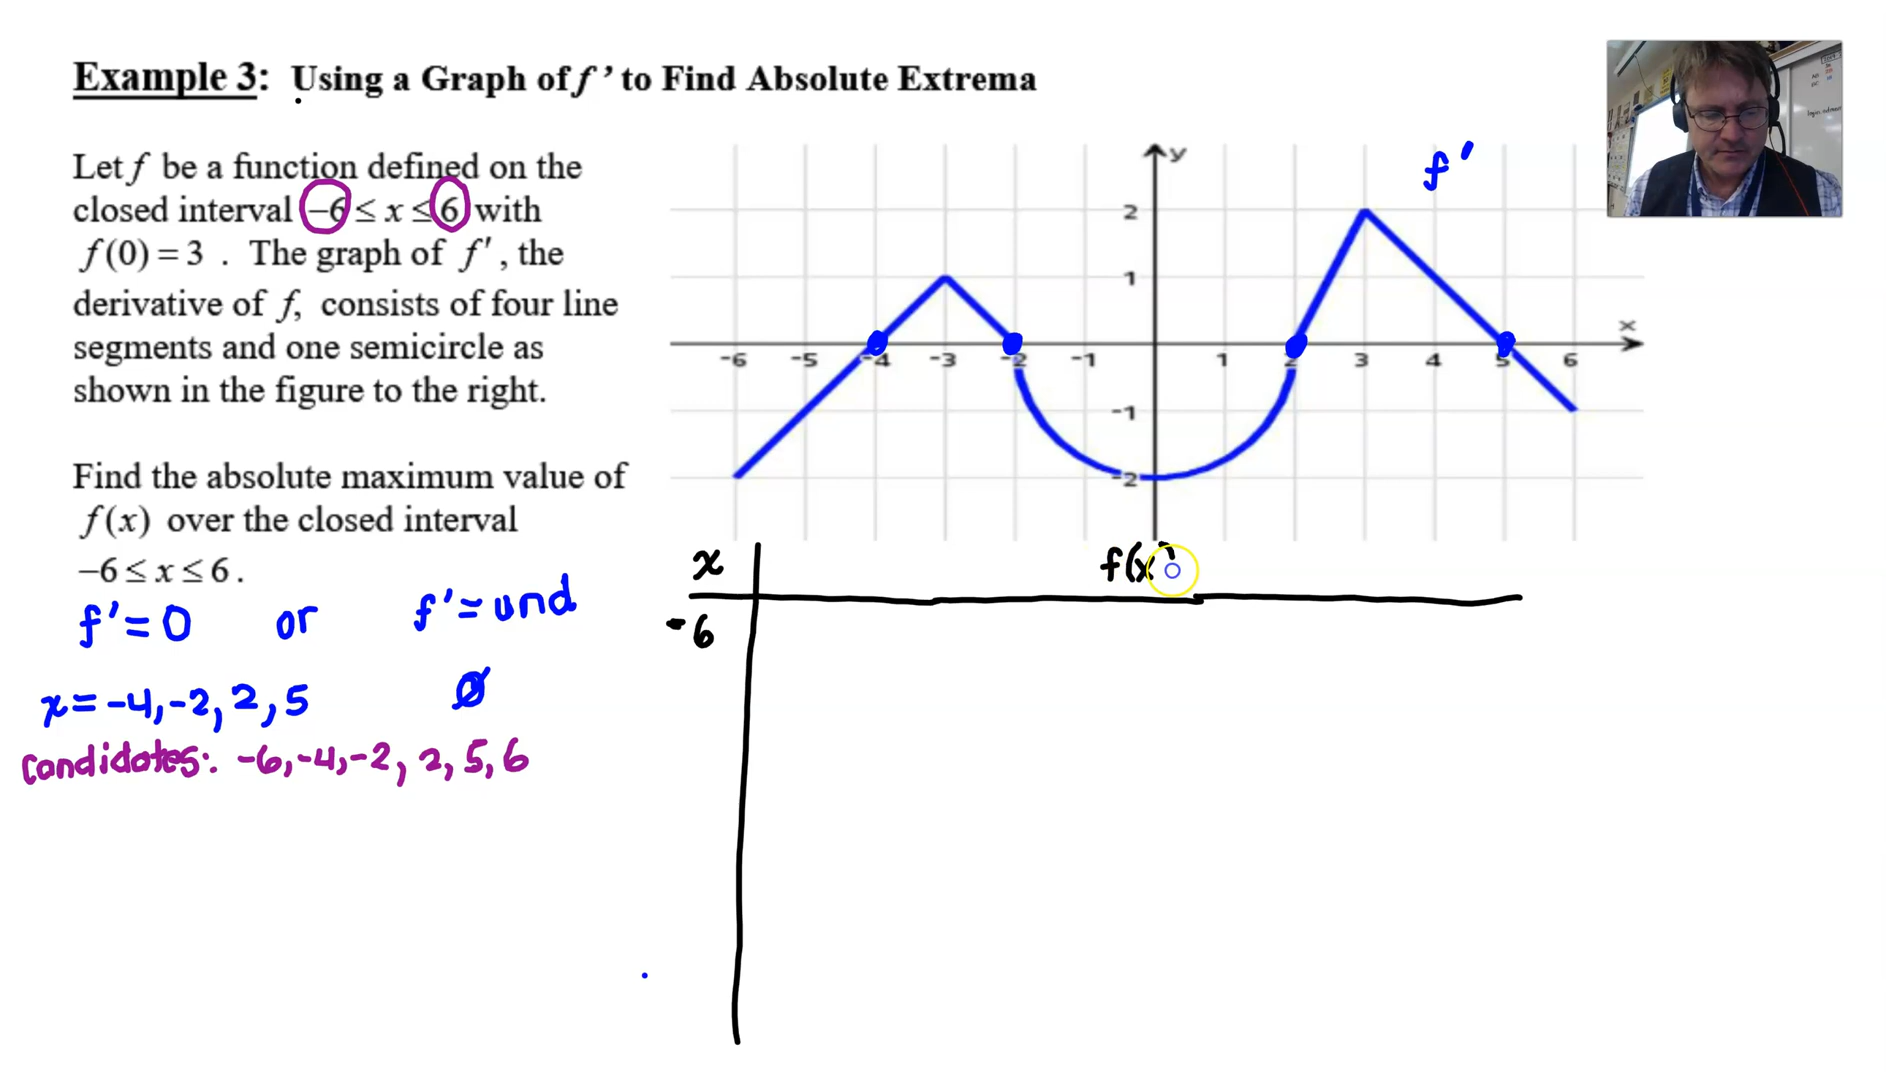 Example 3: Using a Graph of f ' to Find Absolute Extrema
Let f be a function defined on the
closed interval −6 ≤ x ≤ 6 with
f(0) = 3 . The graph of f′, the
derivative of f, consists of four line
segments and one semicircle as
shown in the figure to the right.
Find the absolute maximum value of
f(x) over the closed interval
−6 ≤ x ≤ 6.
f' = 0 or f' = und
x = -4, -2, 2, 5 Ø
candidates: -6, -4, -2, 2, 5, 6
f'
y
2
1
x
-6 -5 -4 -3 -2 -1 1 2 3 4 5 6
-1
-2
x f(x)
-6